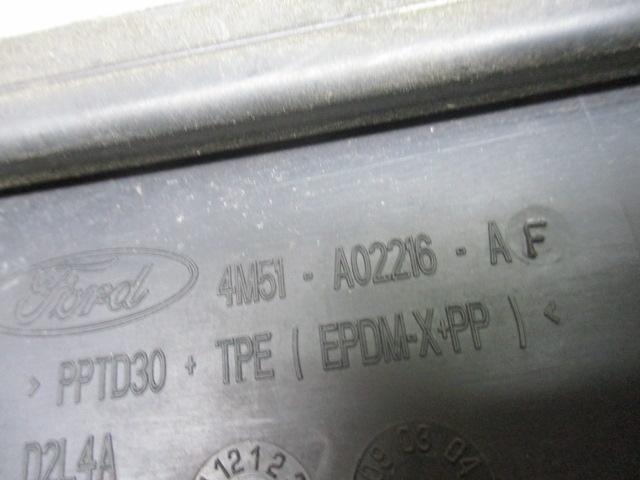 Ford 4M51 - A02216 - AF
> PPTD30 + TPE ( EPDM-X+PP ) <
D2L4A